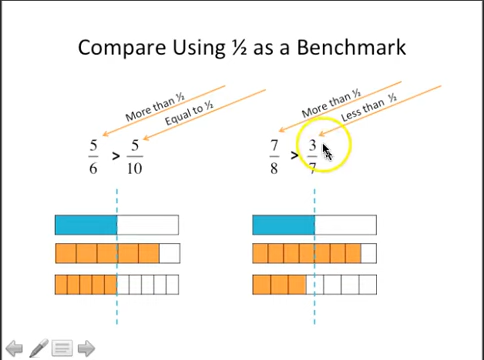 Compare Using ½ as a Benchmark
More than ½
Equal to ½
5/6 > 5/10
More than ½
Less than ½
7/8 > 3/7